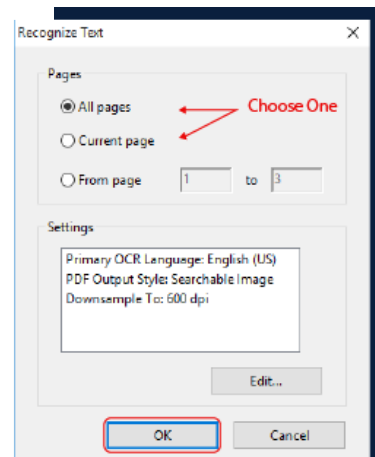 Recognize Text
Pages
All pages
Choose One
Current page
From page 1 to 3
Settings
Primary OCR Language: English (US)
PDF Output Style: Searchable Image
Downsample To: 600 dpi
Edit...
OK Cancel